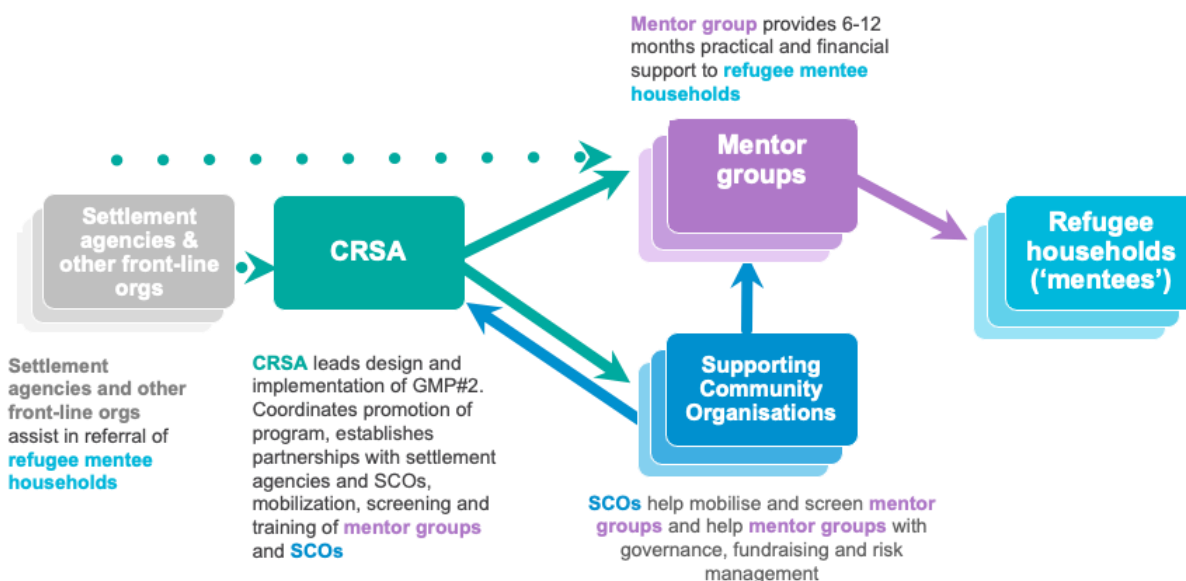 Mentor group provides 6-12
months practical and financial
support to refugee mentee
households
Mentor
groups
Settlement
agencies &
other front-line
orgs
CRSA
Refugee
households
(‘mentees’)
Supporting
Community
Organisations
Settlement
agencies and other
front-line orgs
assist in referral of
refugee mentee
households
CRSA leads design and
implementation of GMP#2.
Coordinates promotion of
program, establishes
partnerships with settlement
agencies and SCOs,
mobilization, screening and
training of mentor groups
and SCOs
SCOs help mobilise and screen mentor
groups and help mentor groups with
governance, fundraising and risk
management